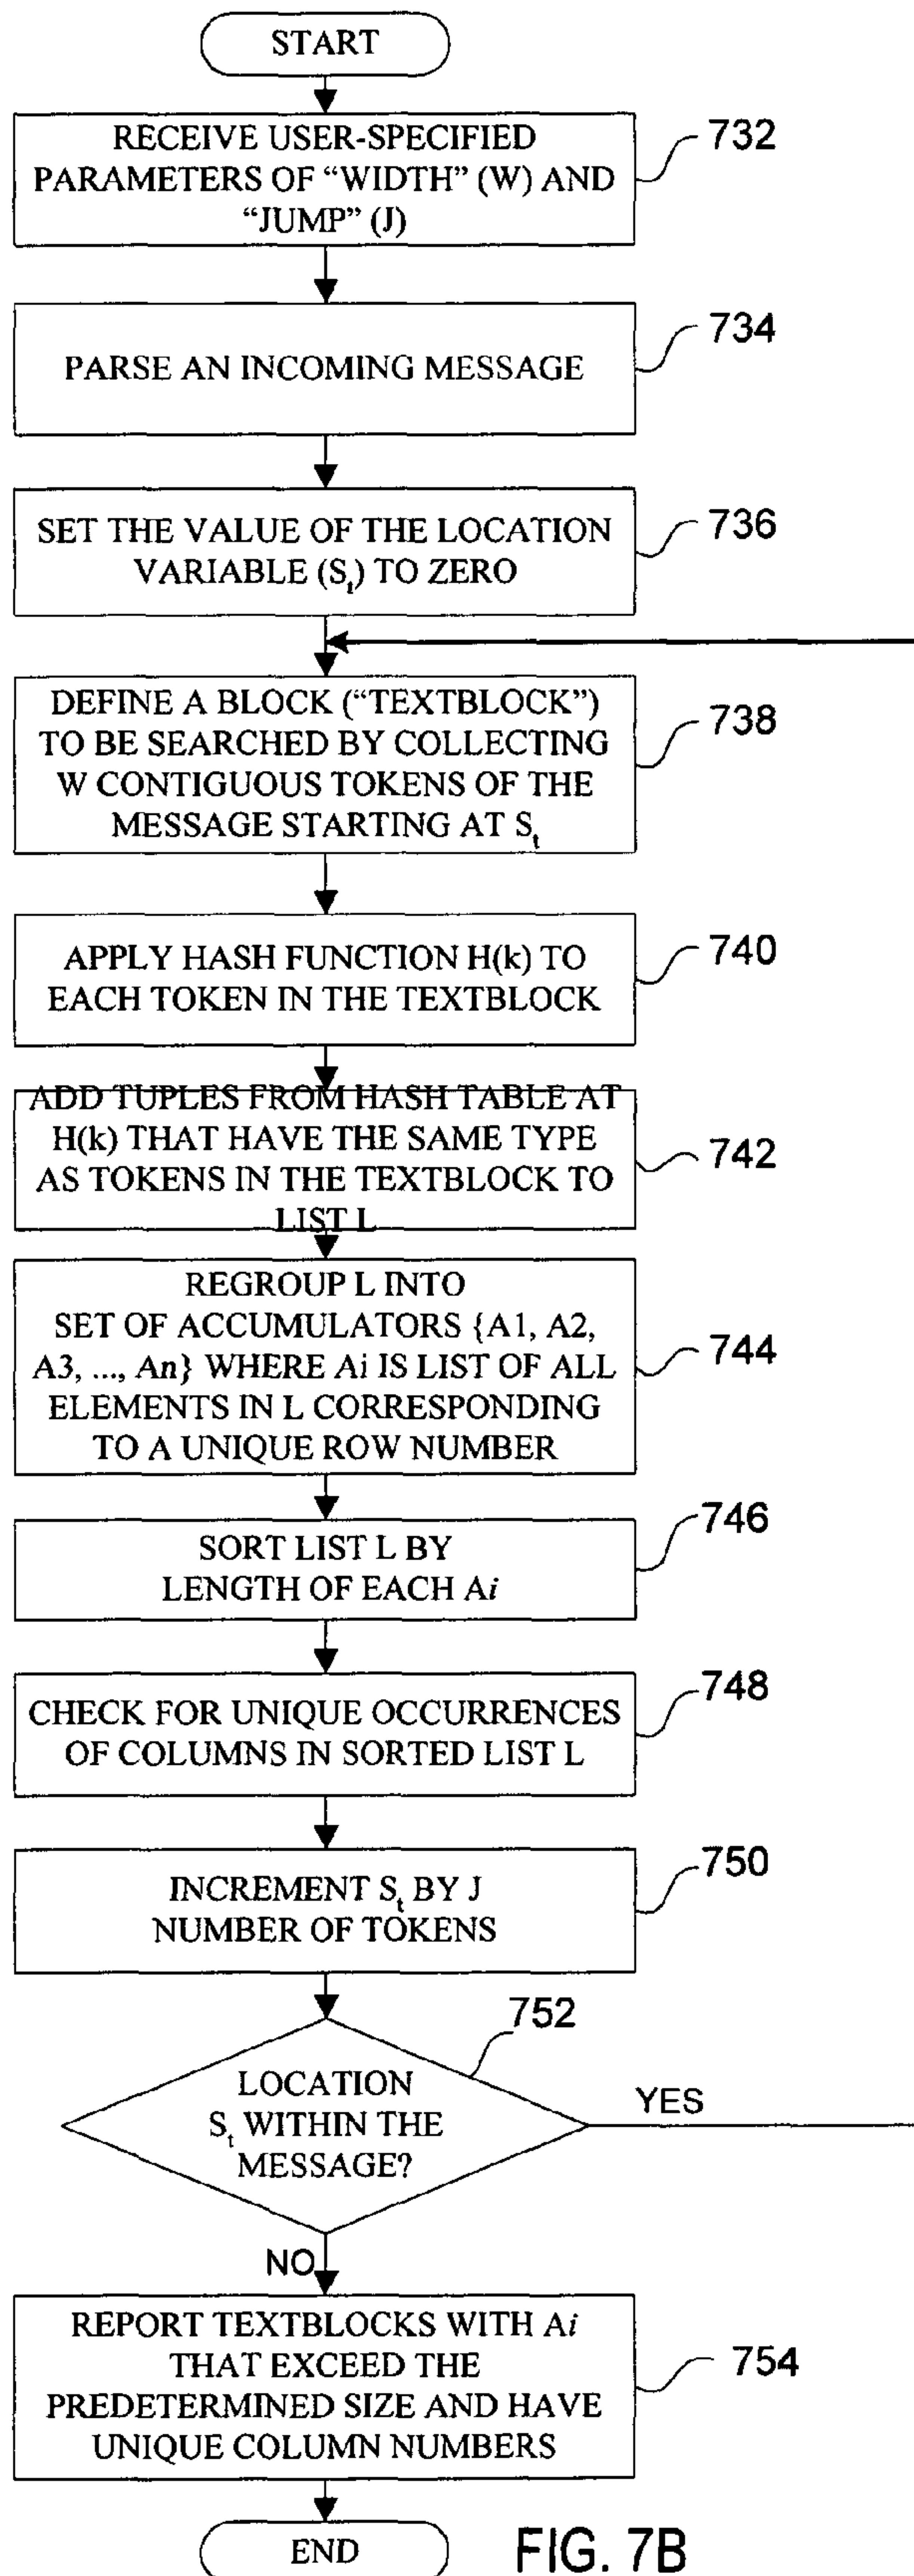 START
RECEIVE USER-SPECIFIED
PARAMETERS OF “WIDTH” (W) AND
“JUMP” (J)
732
PARSE AN INCOMING MESSAGE
734
SET THE VALUE OF THE LOCATION
VARIABLE (St) TO ZERO
736
DEFINE A BLOCK (“TEXTBLOCK”)
TO BE SEARCHED BY COLLECTING
W CONTIGUOUS TOKENS OF THE
MESSAGE STARTING AT St
738
APPLY HASH FUNCTION H(k) TO
EACH TOKEN IN THE TEXTBLOCK
740
ADD TUPLES FROM HASH TABLE AT
H(k) THAT HAVE THE SAME TYPE
AS TOKENS IN THE TEXTBLOCK TO
LIST L
742
REGROUP L INTO
SET OF ACCUMULATORS {A1, A2,
A3, ..., An} WHERE Ai IS LIST OF ALL
ELEMENTS IN L CORRESPONDING
TO A UNIQUE ROW NUMBER
744
SORT LIST L BY
LENGTH OF EACH Ai
746
CHECK FOR UNIQUE OCCURRENCES
OF COLUMNS IN SORTED LIST L
748
INCREMENT St BY J
NUMBER OF TOKENS
750
752
LOCATION
St WITHIN THE
MESSAGE?
YES
NO
REPORT TEXTBLOCKS WITH Ai
THAT EXCEED THE
PREDETERMINED SIZE AND HAVE
UNIQUE COLUMN NUMBERS
754
END
FIG. 7B